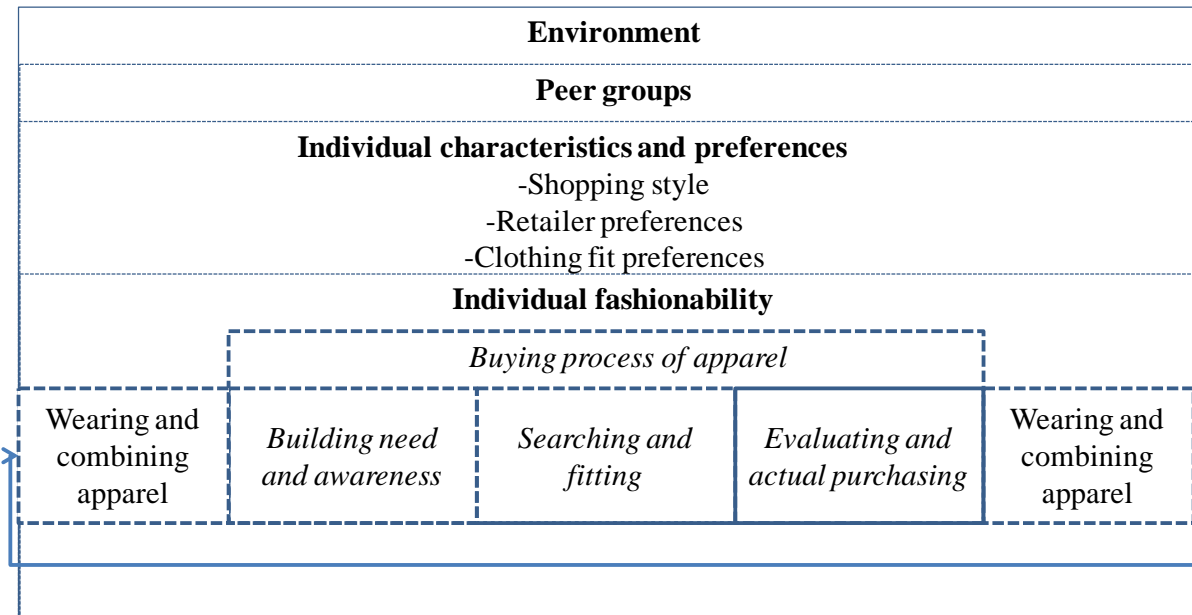 Environment
Peer groups
Individual characteristics and preferences
-Shopping style
-Retailer preferences
-Clothing fit preferences
Individual fashionability
Buying process of apparel
Wearing and
combining
apparel
Building need
and awareness
Searching and
fitting
Evaluating and
actual purchasing
Wearing and
combining
apparel